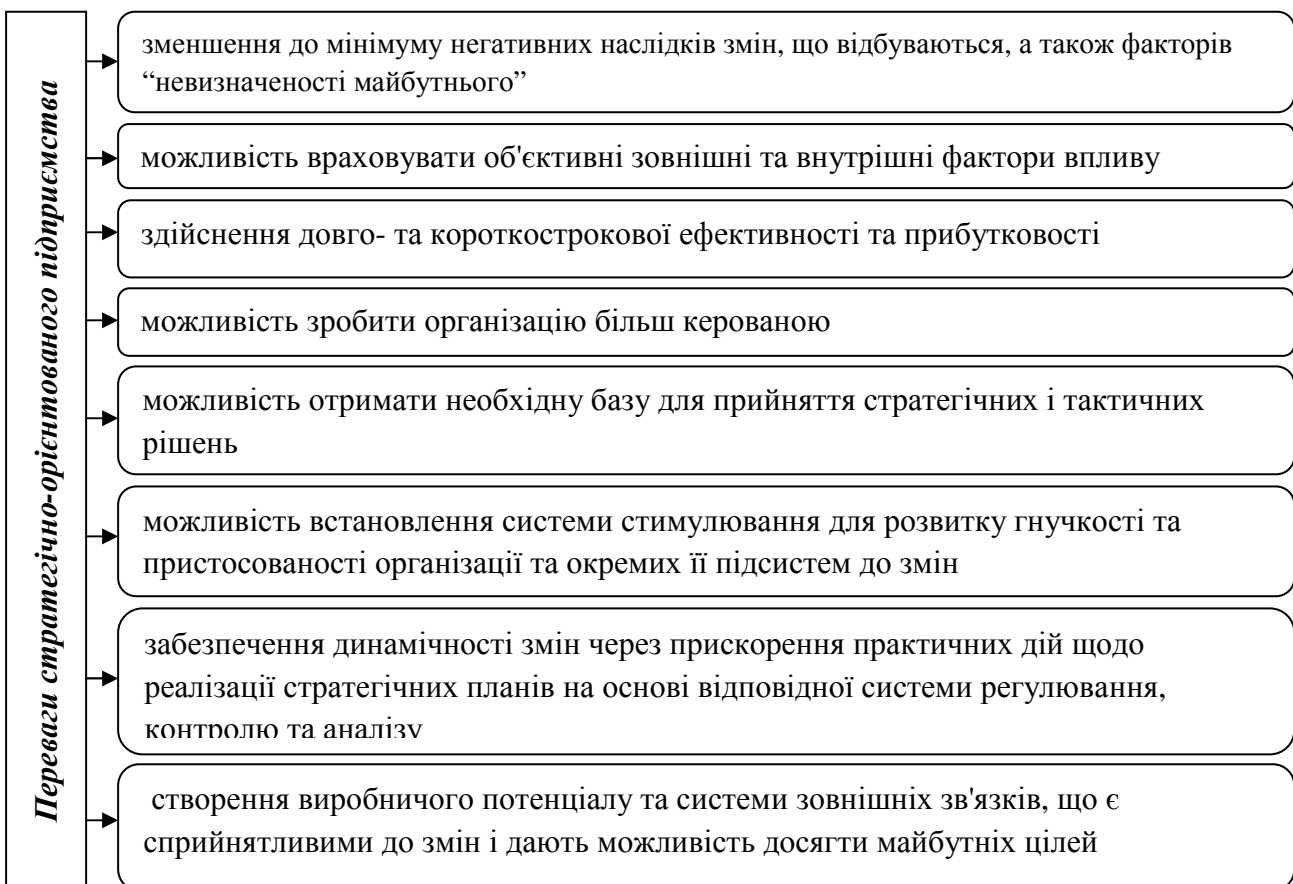 Переваги стратегічно-орієнтованого підприємства
зменшення до мінімуму негативних наслідків змін, що відбуваються, а також факторів
“невизначеності майбутнього”
можливість враховувати об'єктивні зовнішні та внутрішні фактори впливу
здійснення довго- та короткострокової ефективності та прибутковості
можливість зробити організацію більш керованою
можливість отримати необхідну базу для прийняття стратегічних і тактичних
рішень
можливість встановлення системи стимулювання для розвитку гнучкості та
пристосованості організації та окремих її підсистем до змін
забезпечення динамічності змін через прискорення практичних дій щодо
реалізації стратегічних планів на основі відповідної системи регулювання,
контролю та аналізу
створення виробничого потенціалу та системи зовнішніх зв'язків, що є
сприйнятливими до змін і дають можливість досягти майбутніх цілей